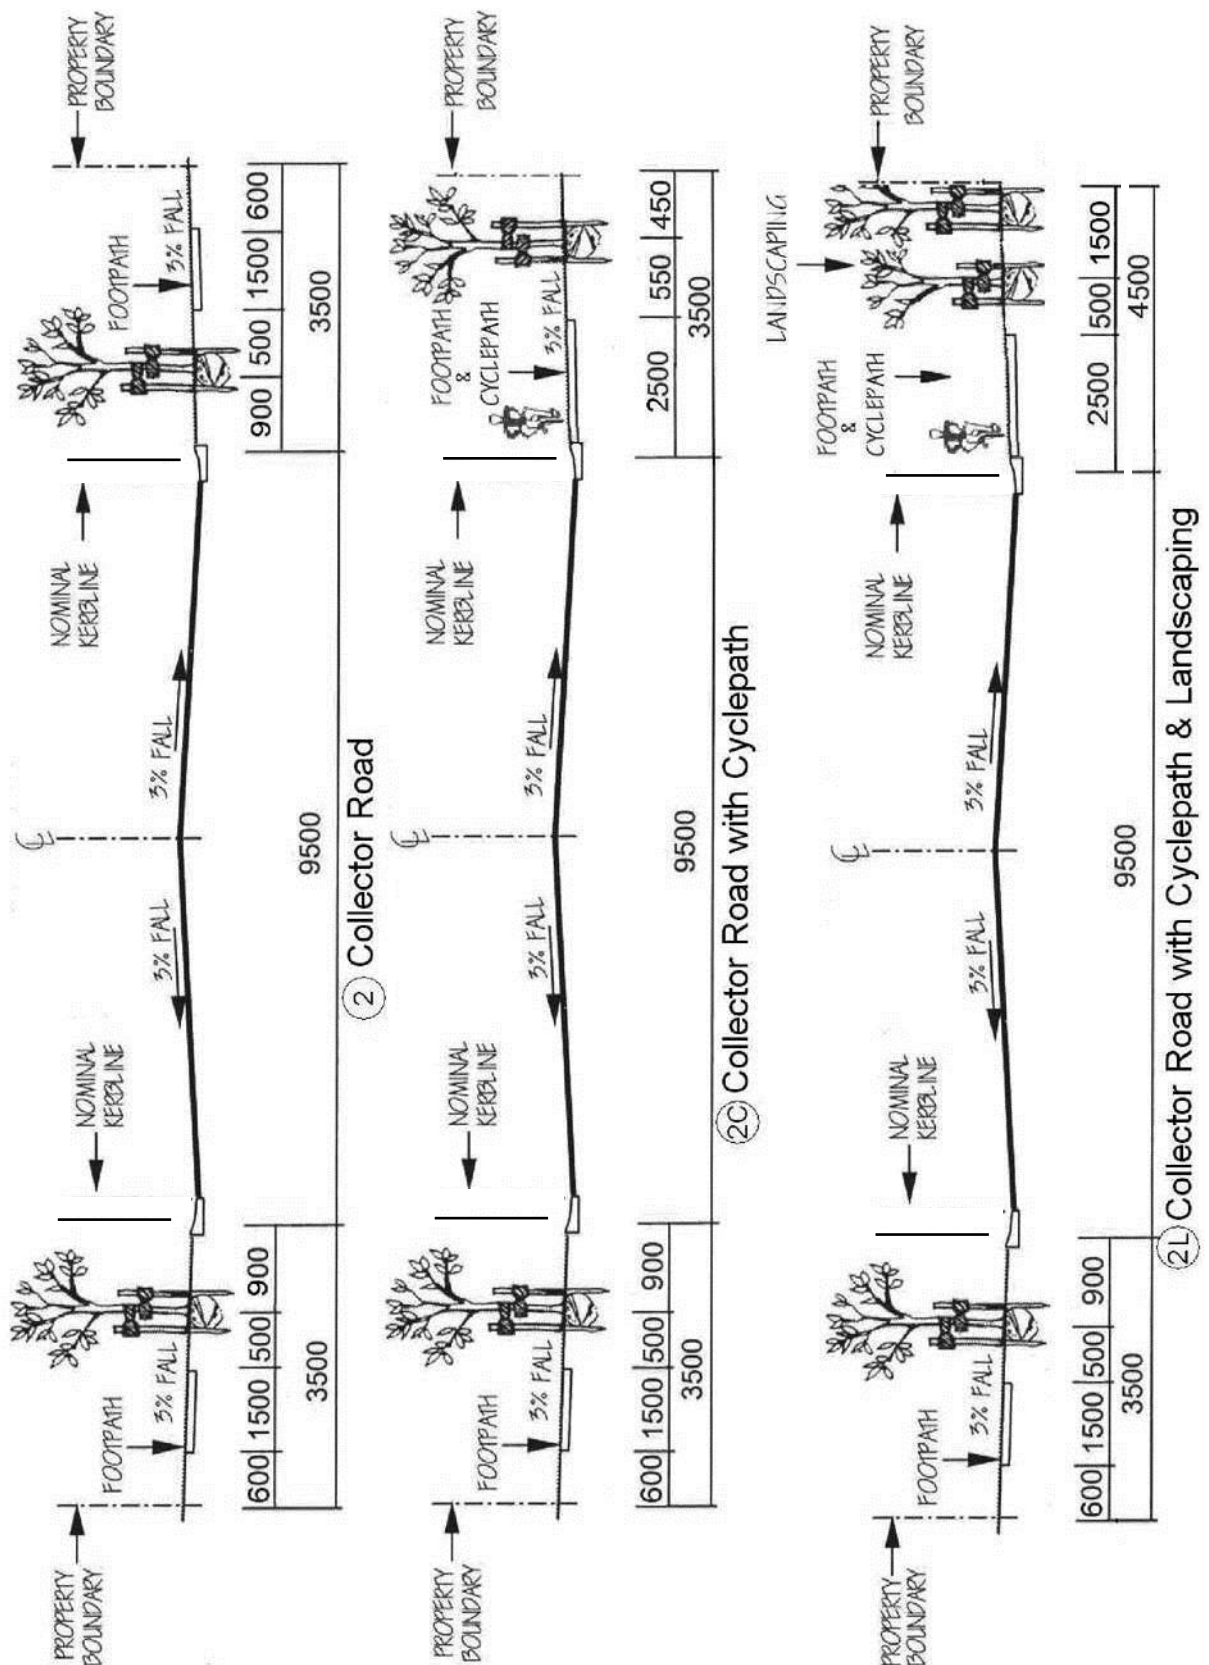 PROPERTY
BOUNDARY
FOOTPATH
3% FALL
NOMINAL
KERBLINE
3% FALL
℄
3% FALL
NOMINAL
KERBLINE
FOOTPATH
3% FALL
PROPERTY
BOUNDARY
600 1500 500 900
900 500 1500 600
3500 9500 3500
2 Collector Road
PROPERTY
BOUNDARY
FOOTPATH
3% FALL
NOMINAL
KERBLINE
3% FALL
℄
3% FALL
NOMINAL
KERBLINE
FOOTPATH
&
CYCLEPATH
3% FALL
PROPERTY
BOUNDARY
600 1500 500 900
2500 550 450
3500 9500 3500
2C Collector Road with Cyclepath
PROPERTY
BOUNDARY
FOOTPATH
3% FALL
NOMINAL
KERBLINE
3% FALL
℄
3% FALL
NOMINAL
KERBLINE
FOOTPATH
&
CYCLEPATH
LANDSCAPING
PROPERTY
BOUNDARY
600 1500 500 900
9500
2500 500 1500
3500 4500
2L Collector Road with Cyclepath & Landscaping